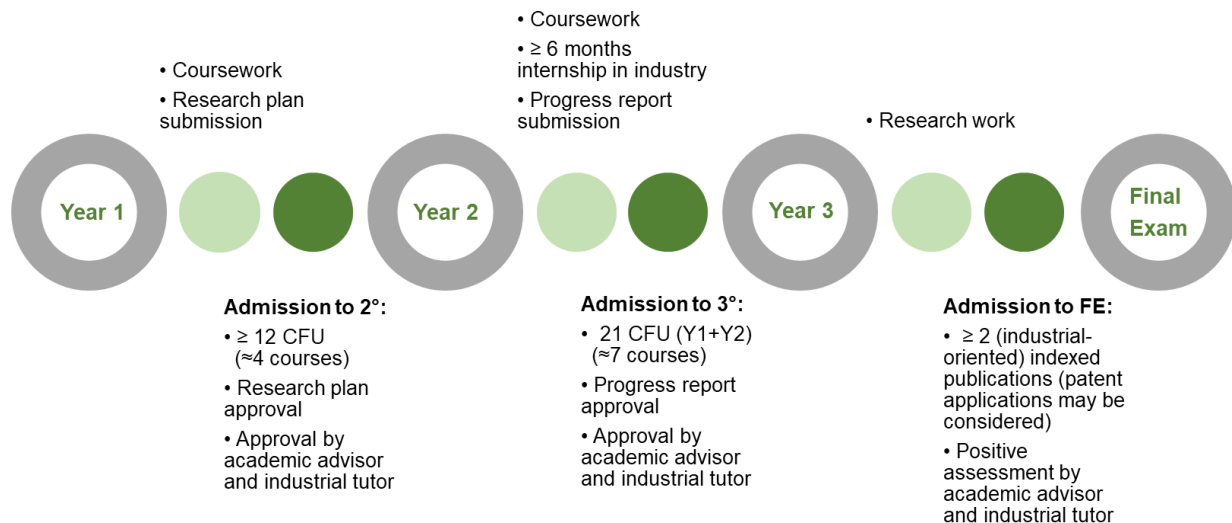 • Coursework
• Research plan
submission
• Coursework
• ≥ 6 months
internship in industry
• Progress report
submission
• Research work
Year 1
Year 2
Year 3
Final
Exam
Admission to 2°:
• ≥ 12 CFU
(≈4 courses)
• Research plan
approval
• Approval by
academic advisor
and industrial tutor
Admission to 3°:
• 21 CFU (Y1+Y2)
(≈7 courses)
• Progress report
approval
• Approval by
academic advisor
and industrial tutor
Admission to FE:
• ≥ 2 (industrial-
oriented) indexed
publications (patent
applications may be
considered)
• Positive
assessment by
academic advisor
and industrial tutor